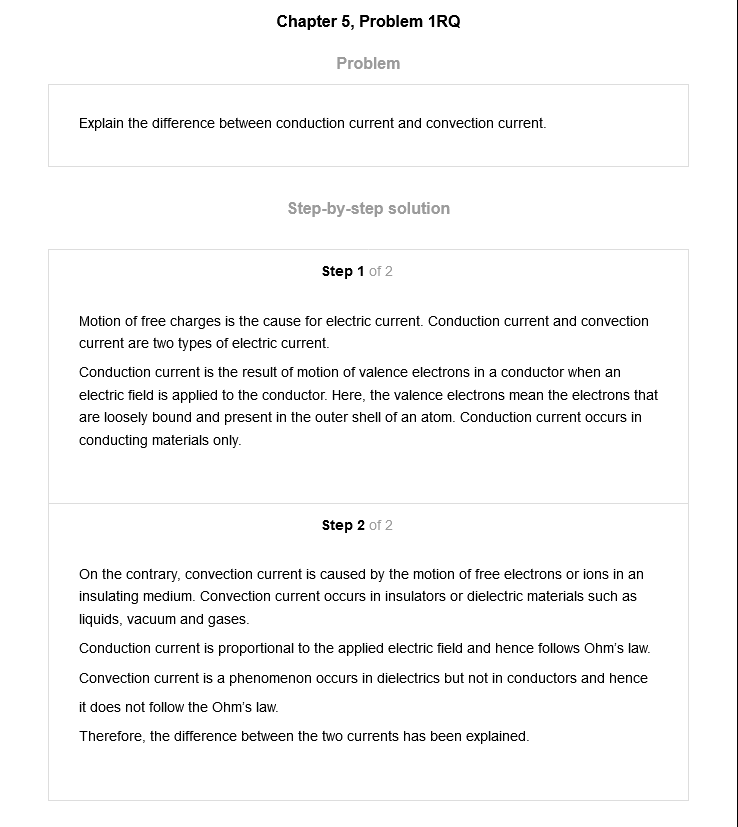 Chapter 5, Problem 1RQ
Problem
Explain the difference between conduction current and convection current.
Step-by-step solution
Step 1 of 2
Motion of free charges is the cause for electric current. Conduction current and convection
current are two types of electric current.
Conduction current is the result of motion of valence electrons in a conductor when an
electric field is applied to the conductor. Here, the valence electrons mean the electrons that
are loosely bound and present in the outer shell of an atom. Conduction current occurs in
conducting materials only.
Step 2 of 2
On the contrary, convection current is caused by the motion of free electrons or ions in an
insulating medium. Convection current occurs in insulators or dielectric materials such as
liquids, vacuum and gases.
Conduction current is proportional to the applied electric field and hence follows Ohm’s law.
Convection current is a phenomenon occurs in dielectrics but not in conductors and hence
it does not follow the Ohm’s law.
Therefore, the difference between the two currents has been explained.